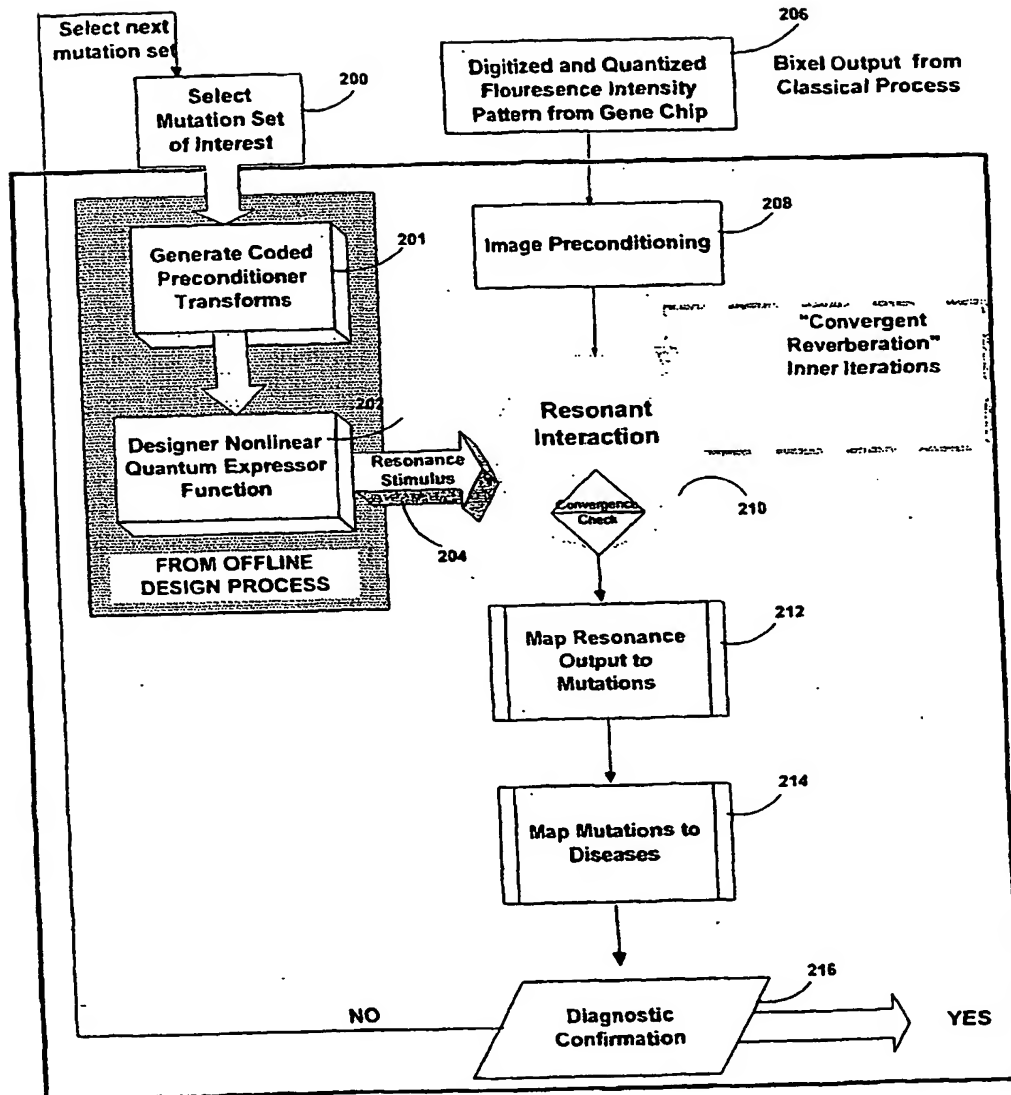 Select next
mutation set
200
Select
Mutation Set
of Interest
206
Digitized and Quantized
Flouresence Intensity
Pattern from Gene Chip
Bixel Output from
Classical Process
201
Generate Coded
Preconditioner
Transforms
208
Image Preconditioning
"Convergent
Reverberation"
Inner Iterations
202
Designer Nonlinear
Quantum Expressor
Function
Resonance
Stimulus
204
Resonant
Interaction
Convergence
Check
210
FROM OFFLINE
DESIGN PROCESS
212
Map Resonance
Output to
Mutations
214
Map Mutations to
Diseases
216
NO
Diagnostic
Confirmation
YES